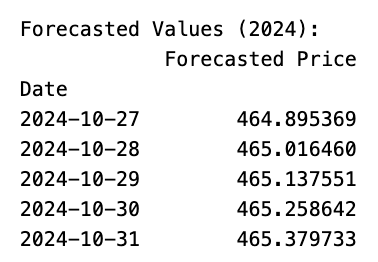 Forecasted Values (2024):
Forecasted Price
Date
2024-10-27 464.895369
2024-10-28 465.016460
2024-10-29 465.137551
2024-10-30 465.258642
2024-10-31 465.379733